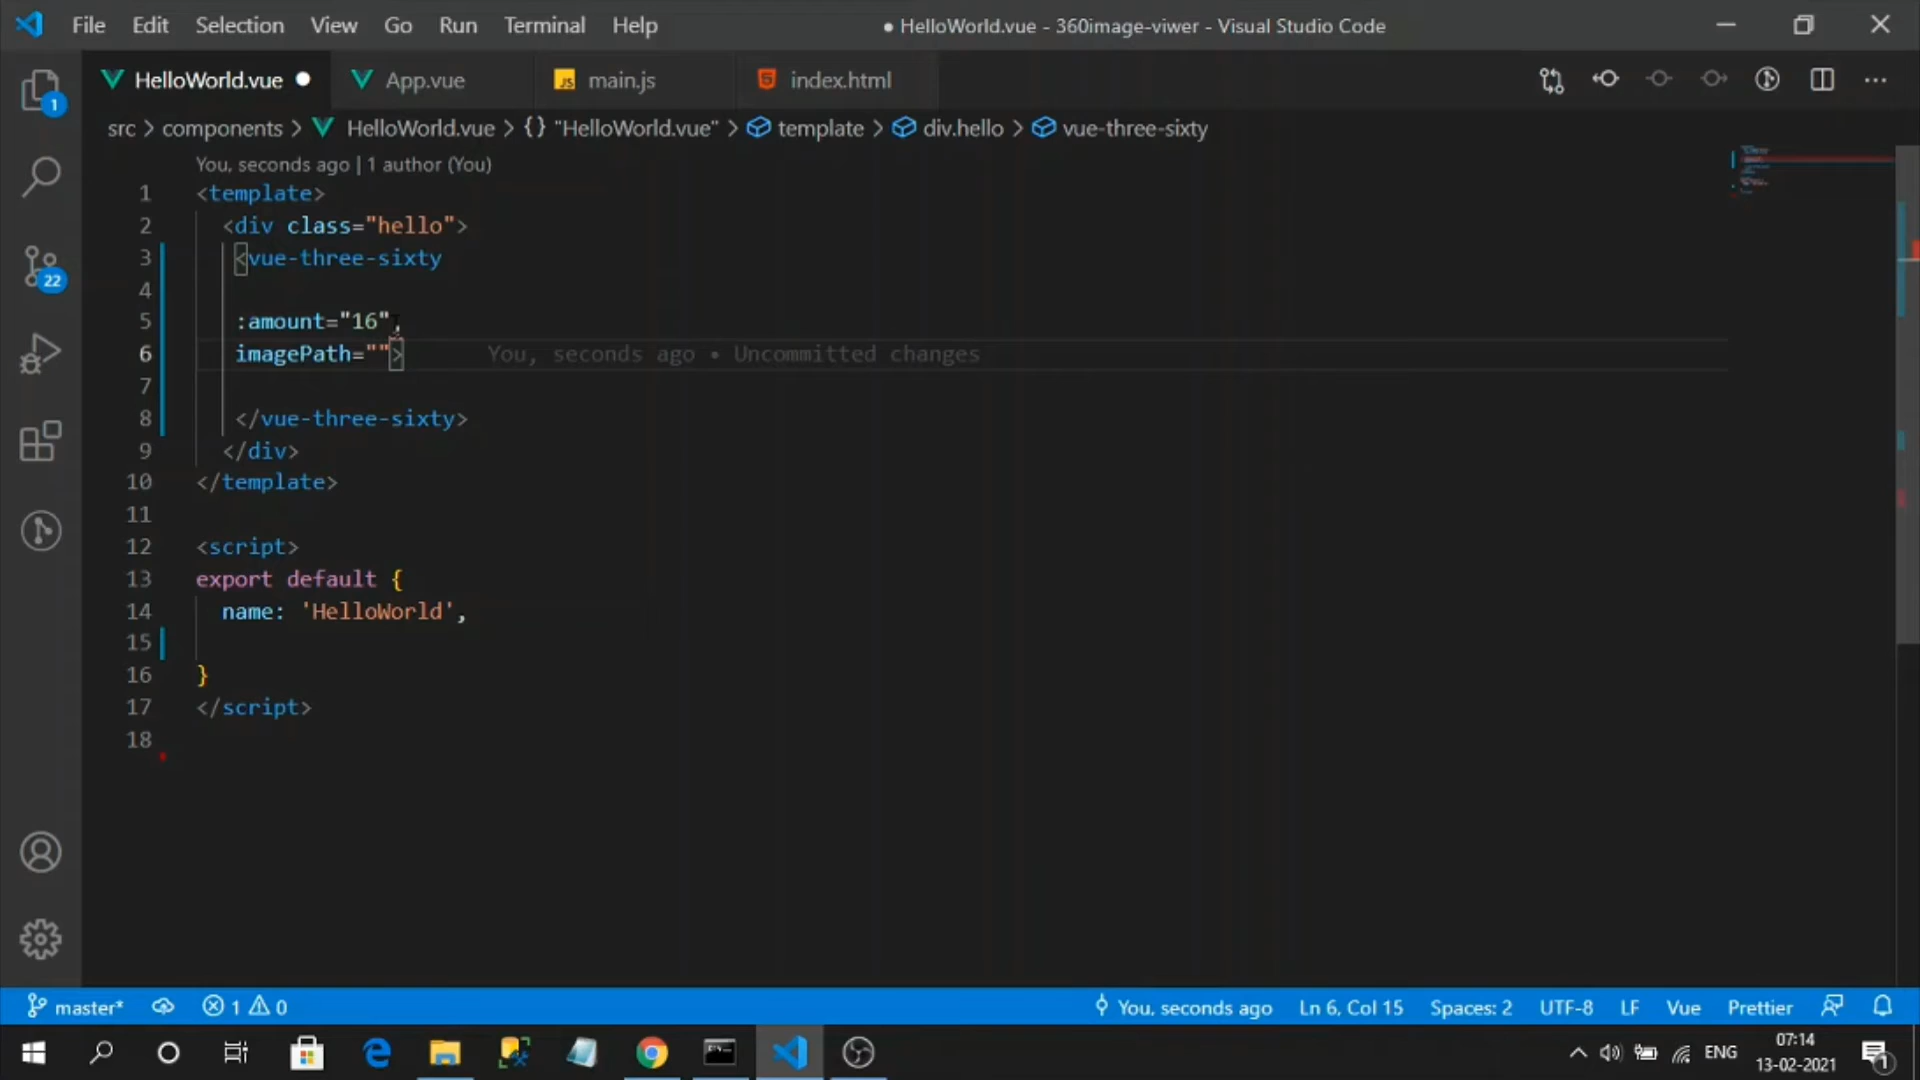 File Edit Selection View Go Run Terminal Help ● HelloWorld.vue - 360image-viwer - Visual Studio Code
HelloWorld.vue ● App.vue JS main.js 5 index.html
1
src > components > HelloWorld.vue > {} "HelloWorld.vue" > template > div.hello > vue-three-sixty
You, seconds ago | 1 author (You)
1 <template>
2 <div class="hello">
3 <vue-three-sixty
22
4
5 :amount="16",
6 imagePath=""> You, seconds ago • Uncommitted changes
7
8 </vue-three-sixty>
9 </div>
10 </template>
11
12 <script>
13 export default {
14 name: 'HelloWorld',
15
16 }
17 </script>
18
master* 1 0 You, seconds ago Ln 6, Col 15 Spaces: 2 UTF-8 LF Vue Prettier
ENG 07:14
13-02-2021 1